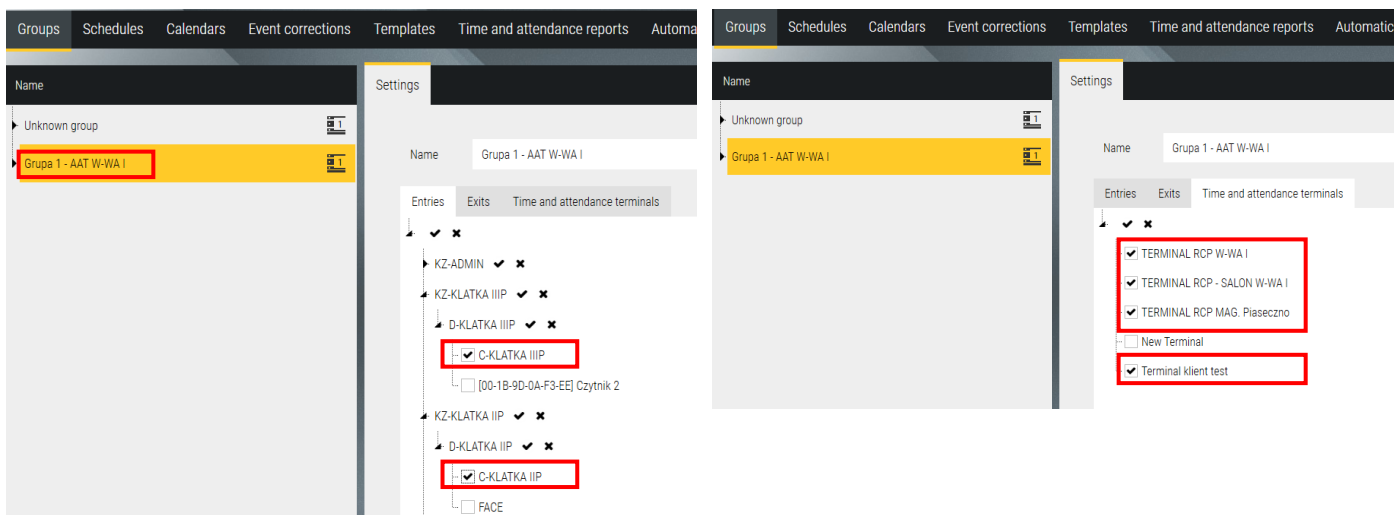 Groups Schedules Calendars Event corrections Templates Time and attendance reports Automa
Name
Settings
Unknown group 1
Grupa 1 - AAT W-WA I 1
Name Grupa 1 - AAT W-WA I
Entries Exits Time and attendance terminals
KZ-ADMIN
KZ-KLATKA IIIP
D-KLATKA IIIP
C-KLATKA IIIP
[00-1B-9D-0A-F3-EE] Czytnik 2
KZ-KLATKA IIP
D-KLATKA IIP
C-KLATKA IIP
FACE
Groups Schedules Calendars Event corrections Templates Time and attendance reports Automatic
Name
Settings
Unknown group 1
Grupa 1 - AAT W-WA I 1
Name Grupa 1 - AAT W-WA I
Entries Exits Time and attendance terminals
TERMINAL RCP W-WA I
TERMINAL RCP - SALON W-WA I
TERMINAL RCP MAG. Piaseczno
New Terminal
Terminal klient test